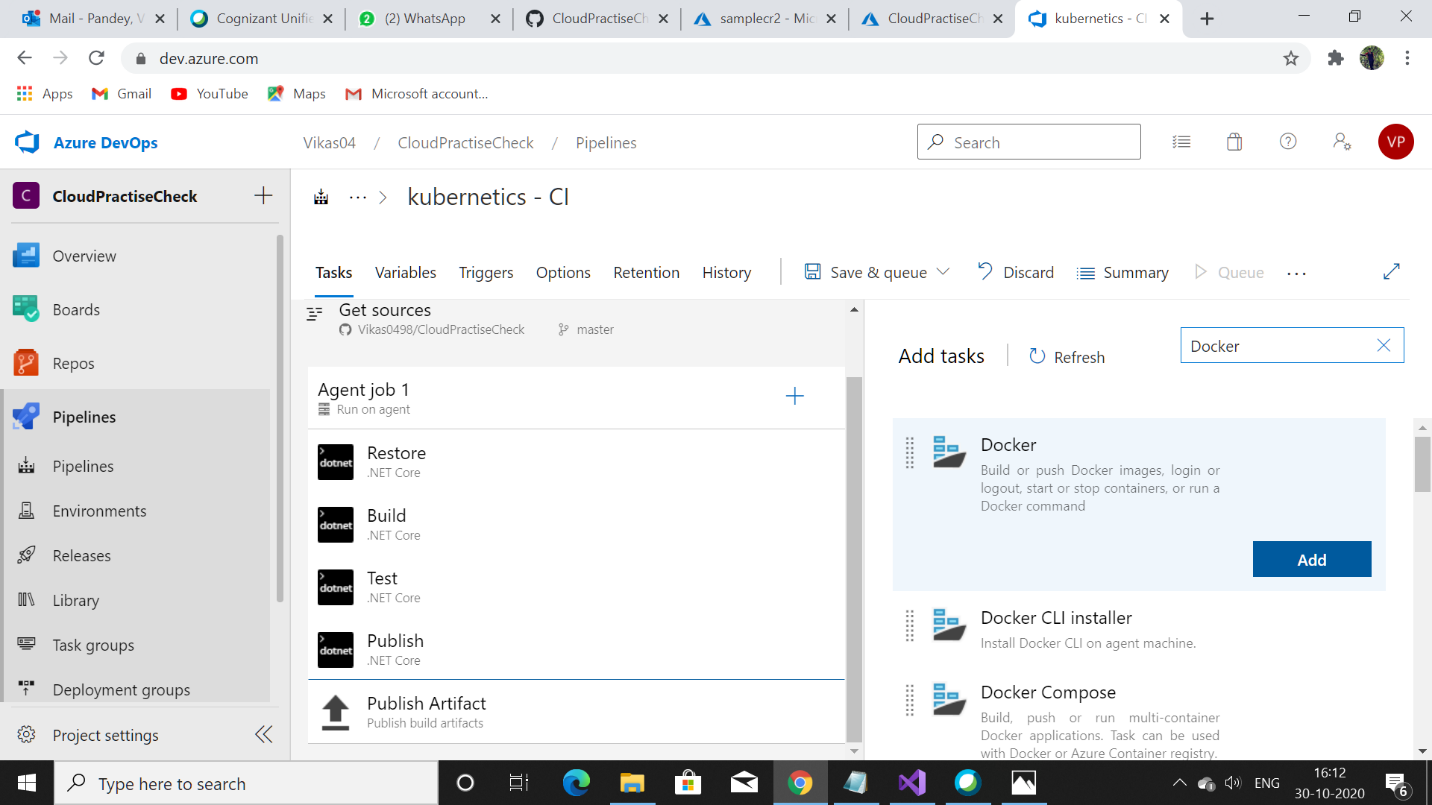 Mail - Pandey, V
Cognizant Unifie
(2) WhatsApp
CloudPractiseCh
samplecr2 - Mic
CloudPractiseCh
kubernetics - CI
dev.azure.com
Apps
Gmail
YouTube
Maps
Microsoft account...
Azure DevOps
Vikas04 / CloudPractiseCheck / Pipelines
Search
VP
C
CloudPractiseCheck
Overview
Boards
Repos
Pipelines
Pipelines
Environments
Releases
Library
Task groups
Deployment groups
Project settings
... > kubernetics - CI
Tasks
Variables
Triggers
Options
Retention
History
Save & queue
Discard
Summary
Queue
...
Get sources
Vikas0498/CloudPractiseCheck
master
Agent job 1
Run on agent
dotnet
Restore
.NET Core
dotnet
Build
.NET Core
dotnet
Test
.NET Core
dotnet
Publish
.NET Core
Publish Artifact
Publish build artifacts
Add tasks
Refresh
Docker
Docker
Build or push Docker images, login or
logout, start or stop containers, or run a
Docker command
Add
Docker CLI installer
Install Docker CLI on agent machine.
Docker Compose
Build, push or run multi-container
Docker applications. Task can be used
with Docker or Azure Container registry.
Type here to search
ENG
16:12
30-10-2020
6